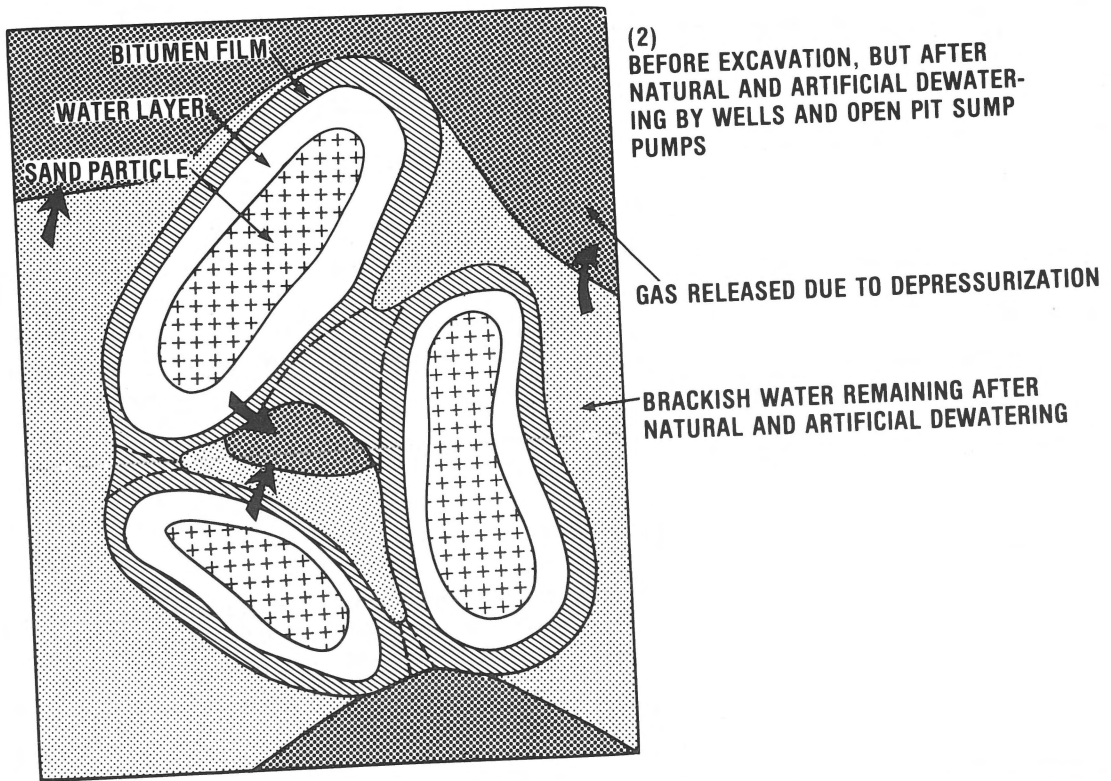 (2)
BEFORE EXCAVATION, BUT AFTER
NATURAL AND ARTIFICIAL DEWATER-
ING BY WELLS AND OPEN PIT SUMP
PUMPS
BITUMEN FILM
WATER LAYER
SAND PARTICLE
GAS RELEASED DUE TO DEPRESSURIZATION
BRACKISH WATER REMAINING AFTER
NATURAL AND ARTIFICIAL DEWATERING